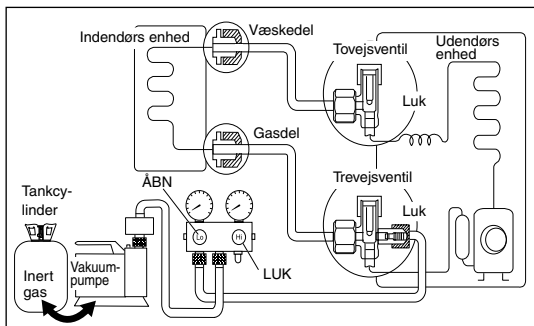 Indendørs enhed
Væskedel
Tovejsventil
Udendørs
enhed
Luk
Gasdel
ÅBN
Trevejsventil
Luk
Tankcy-
linder
Lo
Hi
LUK
Inert
gas
Vakuum-
pumpe